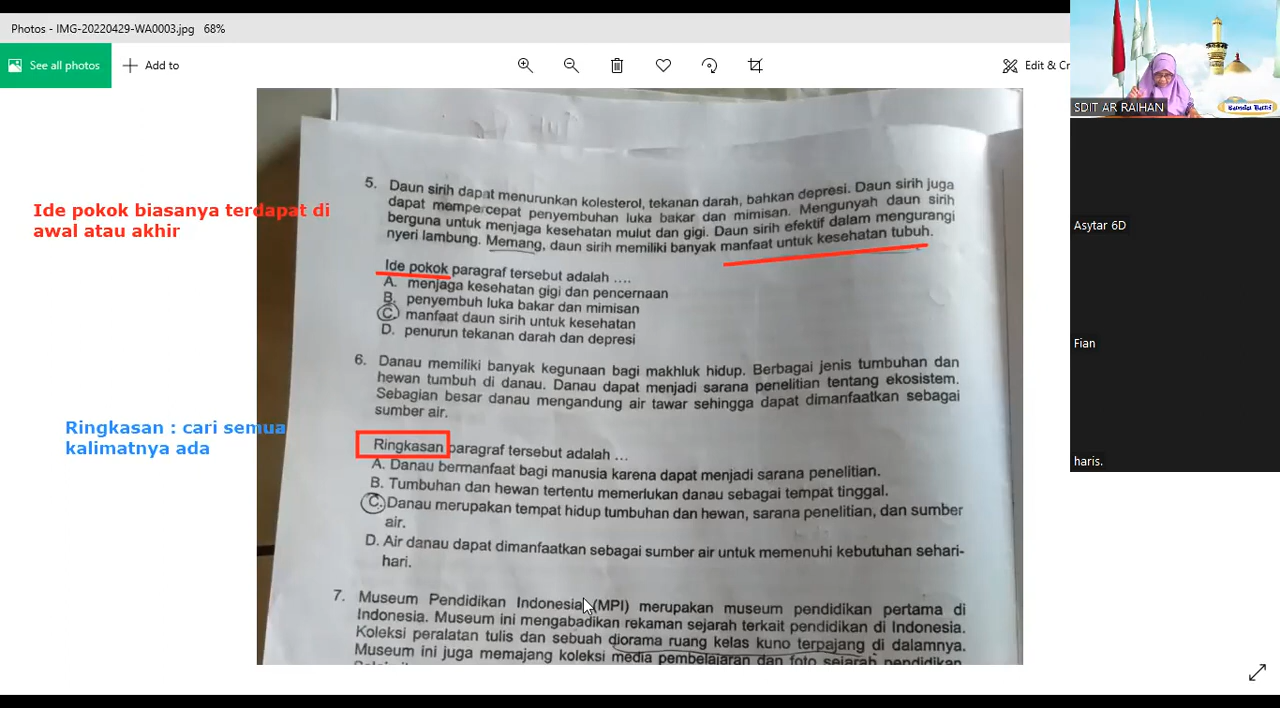 Photos - IMG-20220429-WA0003.jpg 68%
See all photos
Add to
Edit & Cr
SDIT AR RAIHAN
Asytar 6D
Fian
haris.
Ide pokok biasanya terdapat di
awal atau akhir
5. Daun sirih dapat menurunkan kolesterol, tekanan darah, bahkan depresi. Daun sirih juga
dapat mempercepat penyembuhan luka bakar dan mimisan. Mengunyah daun sirih
berguna untuk menjaga kesehatan mulut dan gigi. Daun sirih efektif dalam mengurangi
nyeri lambung. Memang, daun sirih memiliki banyak manfaat untuk kesehatan tubuh.
Ide pokok paragraf tersebut adalah ....
A. menjaga kesehatan gigi dan pencernaan
B. penyembuh luka bakar dan mimisan
C. manfaat daun sirih untuk kesehatan
D. penurun tekanan darah dan depresi
6. Danau memiliki banyak kegunaan bagi makhluk hidup. Berbagai jenis tumbuhan dan
hewan tumbuh di danau. Danau dapat menjadi sarana penelitian tentang ekosistem.
Sebagian besar danau mengandung air tawar sehingga dapat dimanfaatkan sebagai
sumber air.
Ringkasan : cari semua
kalimatnya ada
Ringkasan paragraf tersebut adalah ...
A. Danau bermanfaat bagi manusia karena dapat menjadi sarana penelitian.
B. Tumbuhan dan hewan tertentu memerlukan danau sebagai tempat tinggal.
C. Danau merupakan tempat hidup tumbuhan dan hewan, sarana penelitian, dan sumber
air.
D. Air danau dapat dimanfaatkan sebagai sumber air untuk memenuhi kebutuhan sehari-
hari.
7. Museum Pendidikan Indonesia (MPI) merupakan museum pendidikan pertama di
Indonesia. Museum ini mengabadikan rekaman sejarah terkait pendidikan di Indonesia.
Koleksi peralatan tulis dan sebuah diorama ruang kelas kuno terpajang di dalamnya.
Museum ini juga memajang koleksi media pembelajaran dan foto sejarah pendidikan